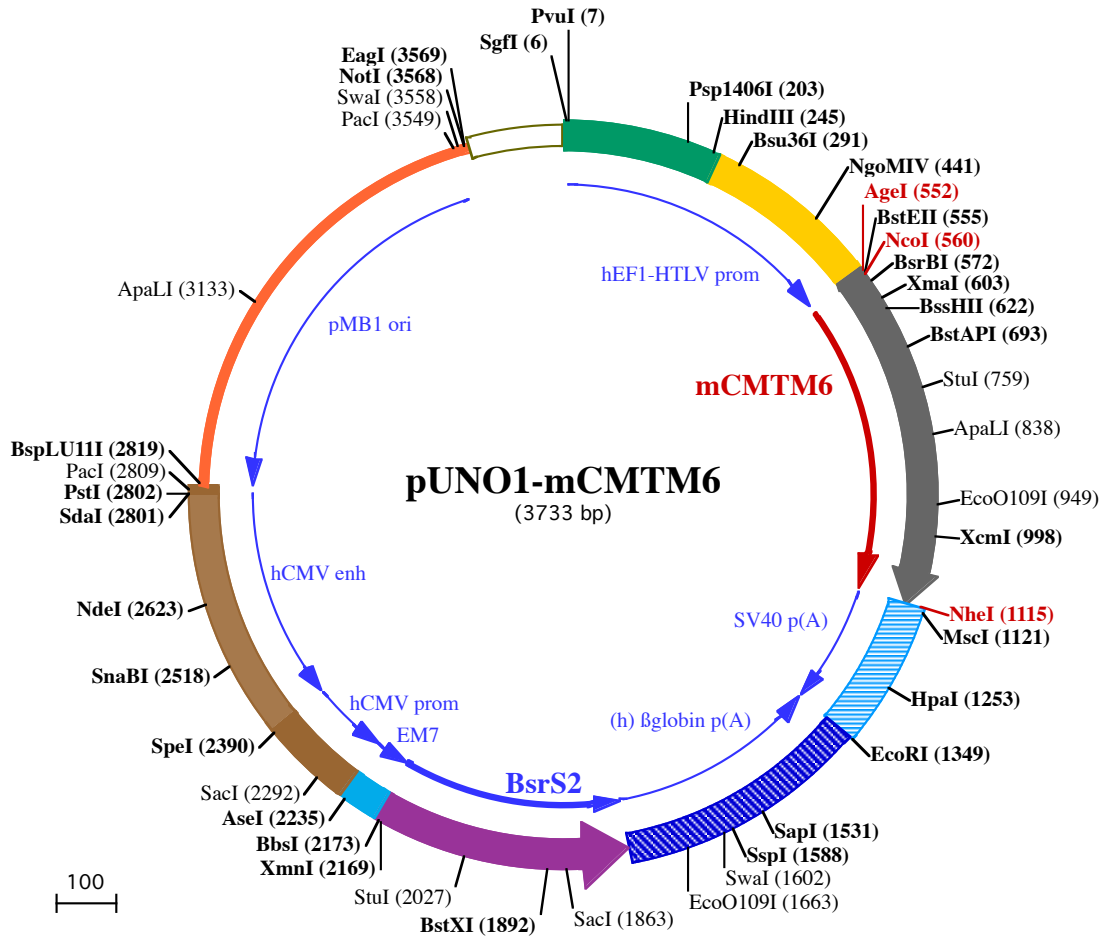 PvuI (7)
SgfI (6)
EagI (3569)
NotI (3568)
SwaI (3558)
PacI (3549)
Psp1406I (203)
HindIII (245)
Bsu36I (291)
NgoMIV (441)
AgeI (552)
BstEII (555)
NcoI (560)
BsrBI (572)
XmaI (603)
BssHII (622)
BstAPI (693)
StuI (759)
ApaLI (838)
EcoO109I (949)
XcmI (998)
NheI (1115)
MscI (1121)
HpaI (1253)
EcoRI (1349)
SapI (1531)
SspI (1588)
SwaI (1602)
EcoO109I (1663)
SacI (1863)
BstXI (1892)
StuI (2027)
XmnI (2169)
BbsI (2173)
AseI (2235)
SacI (2292)
SpeI (2390)
SnaBI (2518)
NdeI (2623)
SdaI (2801)
PstI (2802)
PacI (2809)
BspLU11I (2819)
ApaLI (3133)
hEF1-HTLV prom
pMB1 ori
mCMTM6
pUNO1-mCMTM6
(3733 bp)
hCMV enh
SV40 p(A)
hCMV prom
(h) ßglobin p(A)
EM7
BsrS2
100